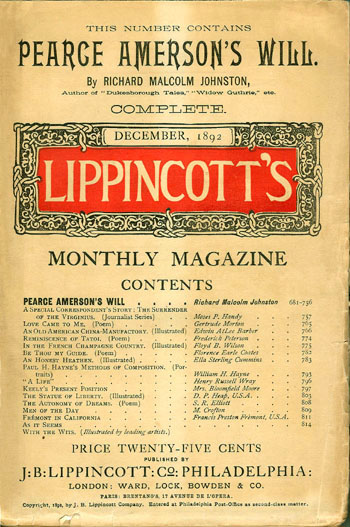 THIS NUMBER CONTAINS
PEARCE AMERSON'S WILL.
By RICHARD MALCOLM JOHNSTON,
Author of "Dukesborough Tales," "Widow Guthrie," etc.
COMPLETE.
DECEMBER, 1892
LIPPINCOTT'S
MONTHLY MAGAZINE
CONTENTS
PEARCE AMERSON'S WILL . . . . Richard Malcolm Johnston 681-756
A SPECIAL CORRESPONDENT'S STORY: THE SURRENDER
OF THE VIRGINIUS. (Journalist Series) . . Moses P. Handy 757
LOVE CAME TO ME. (Poem) . . . . Gertrude Morton 765
AN OLD AMERICAN CHINA-MANUFACTORY. (Illustrated) Edwin AtLee Barber 766
REMINISCENCE OF TATOI. (Poem) . . . Frederick Peterson 774
IN THE FRENCH CHAMPAGNE COUNTRY. (Illustrated) Floyd B. Wilson 775
BE THOU MY GUIDE. (Poem) . . . Florence Earle Coates 782
AN HONEST HEATHEN. (Illustrated) . . . Ella Sterling Cummins 783
PAUL H. HAYNE'S METHODS OF COMPOSITION. (Por-
traits) . . . . William H. Hayne 793
"A LIFE" . . . . Henry Russell Wray 796
KEELY'S PRESENT POSITION . . . Mrs. Bloomfield Moore 797
THE STATUE OF LIBERTY. (Illustrated) . . D. P. Heap, U.S.A. 803
THE AUTONOMY OF DREAMS. (Poem) . . S. R. Elliott 808
MEN OF THE DAY . . . . M. Crofton 809
FRÉMONT IN CALIFORNIA . . . Francis Preston Frémont, U.S.A. 811
AS IT SEEMS . . . . 814
WITH THE WITS. (Illustrated by leading artists.)
PRICE TWENTY-FIVE CENTS
PUBLISHED BY
J: B: LIPPINCOTT: Co: PHILADELPHIA:
LONDON: WARD, LOCK, BOWDEN & CO.
PARIS: BRENTANO'S, 17 AVENUE DE L'OPERA.
Copyright, 1892, by J. B. Lippincott Company. Entered at Philadelphia Post-Office as second-class matter.